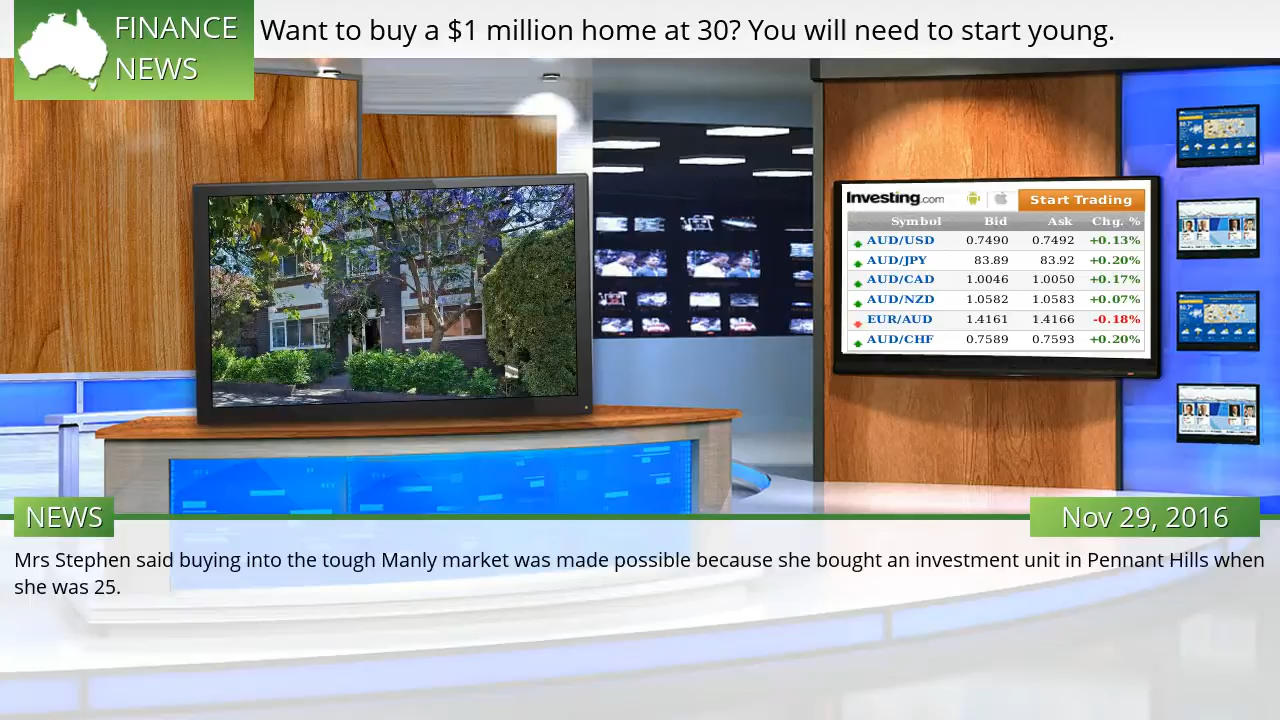 FINANCE
NEWS
Want to buy a $1 million home at 30? You will need to start young.
Investing.com
Start Trading
Symbol Bid Ask Chg. %
AUD/USD 0.7490 0.7492 +0.13%
AUD/JPY 83.89 83.92 +0.20%
AUD/CAD 1.0046 1.0050 +0.17%
AUD/NZD 1.0582 1.0583 +0.07%
EUR/AUD 1.4161 1.4166 -0.18%
AUD/CHF 0.7589 0.7593 +0.20%
NEWS
Nov 29, 2016
Mrs Stephen said buying into the tough Manly market was made possible because she bought an investment unit in Pennant Hills when
she was 25.